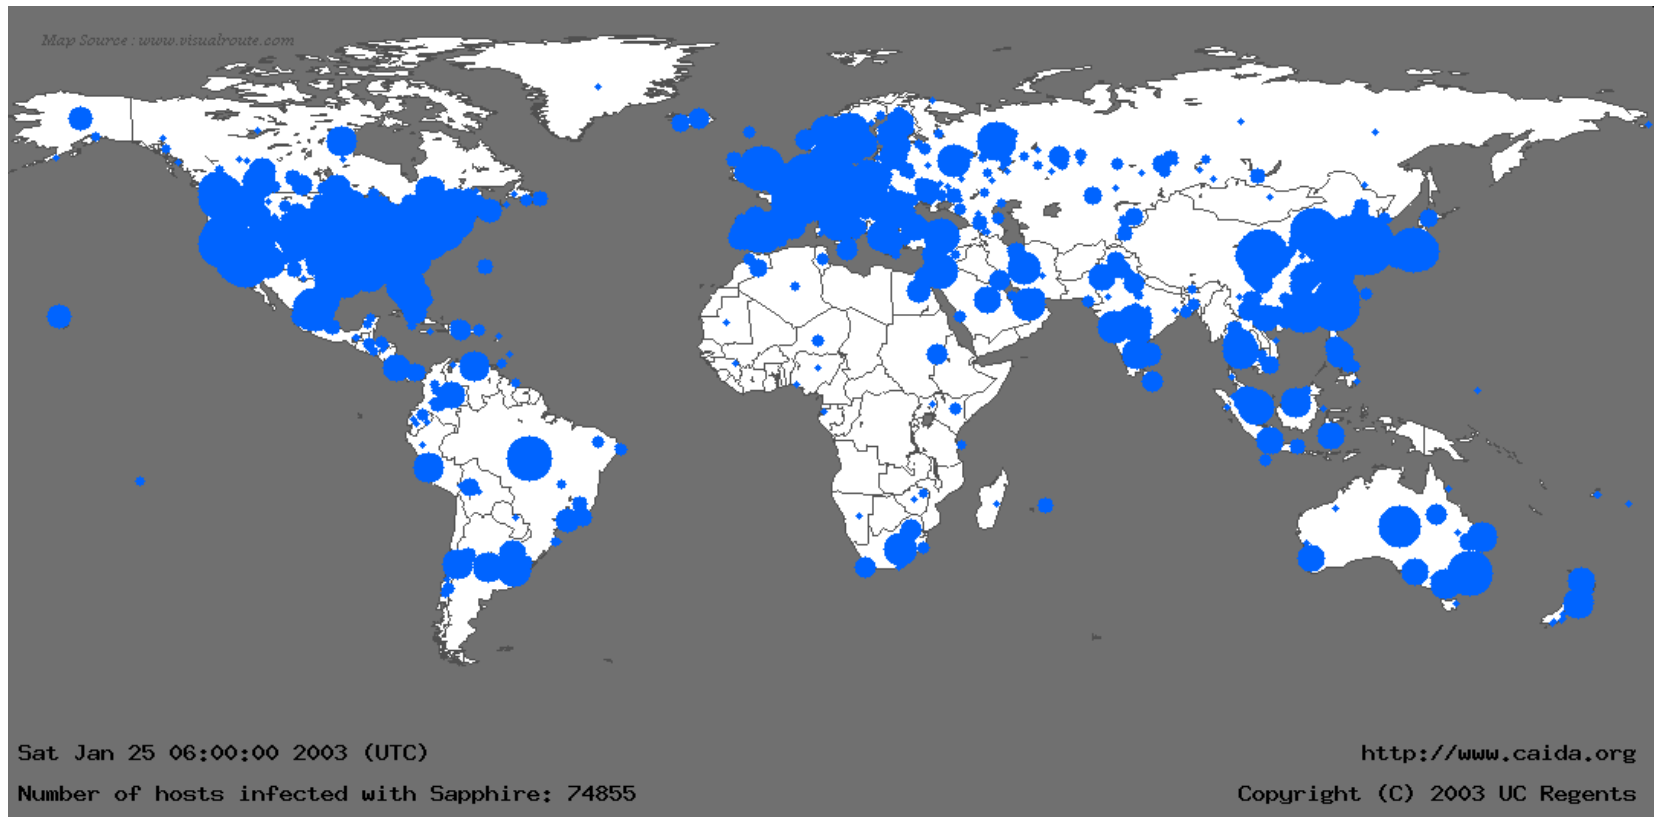 Map Source : www.visualroute.com
Sat Jan 25 06:00:00 2003 (UTC)
http://www.caida.org
Number of hosts infected with Sapphire: 74855
Copyright (C) 2003 UC Regents